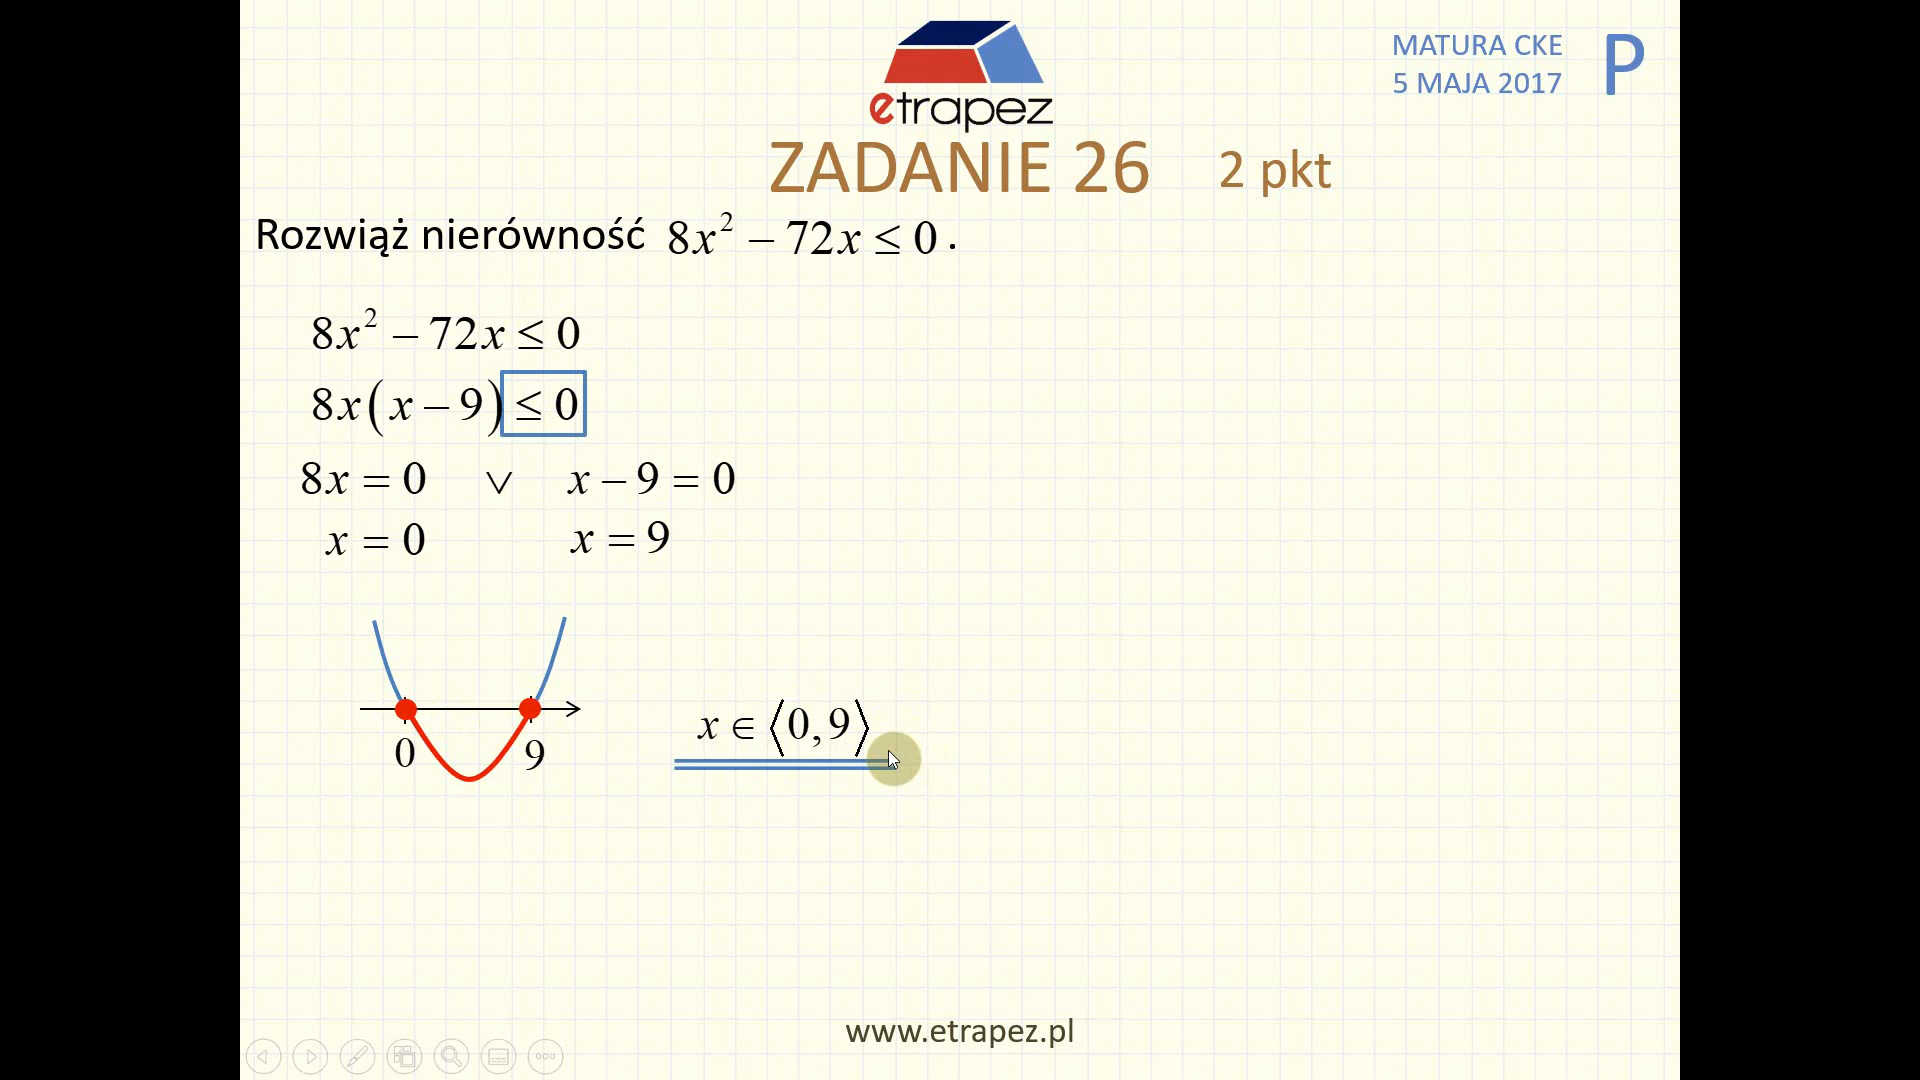 etrapez
MATURA CKE
5 MAJA 2017
P
ZADANIE 26 2 pkt
Rozwiąż nierówność 8x² − 72x ≤ 0 .
8x² − 72x ≤ 0
8x(x − 9) ≤ 0
8x = 0 ∨ x − 9 = 0
x = 0 x = 9
0 9
x ∈ ⟨0, 9⟩
www.etrapez.pl